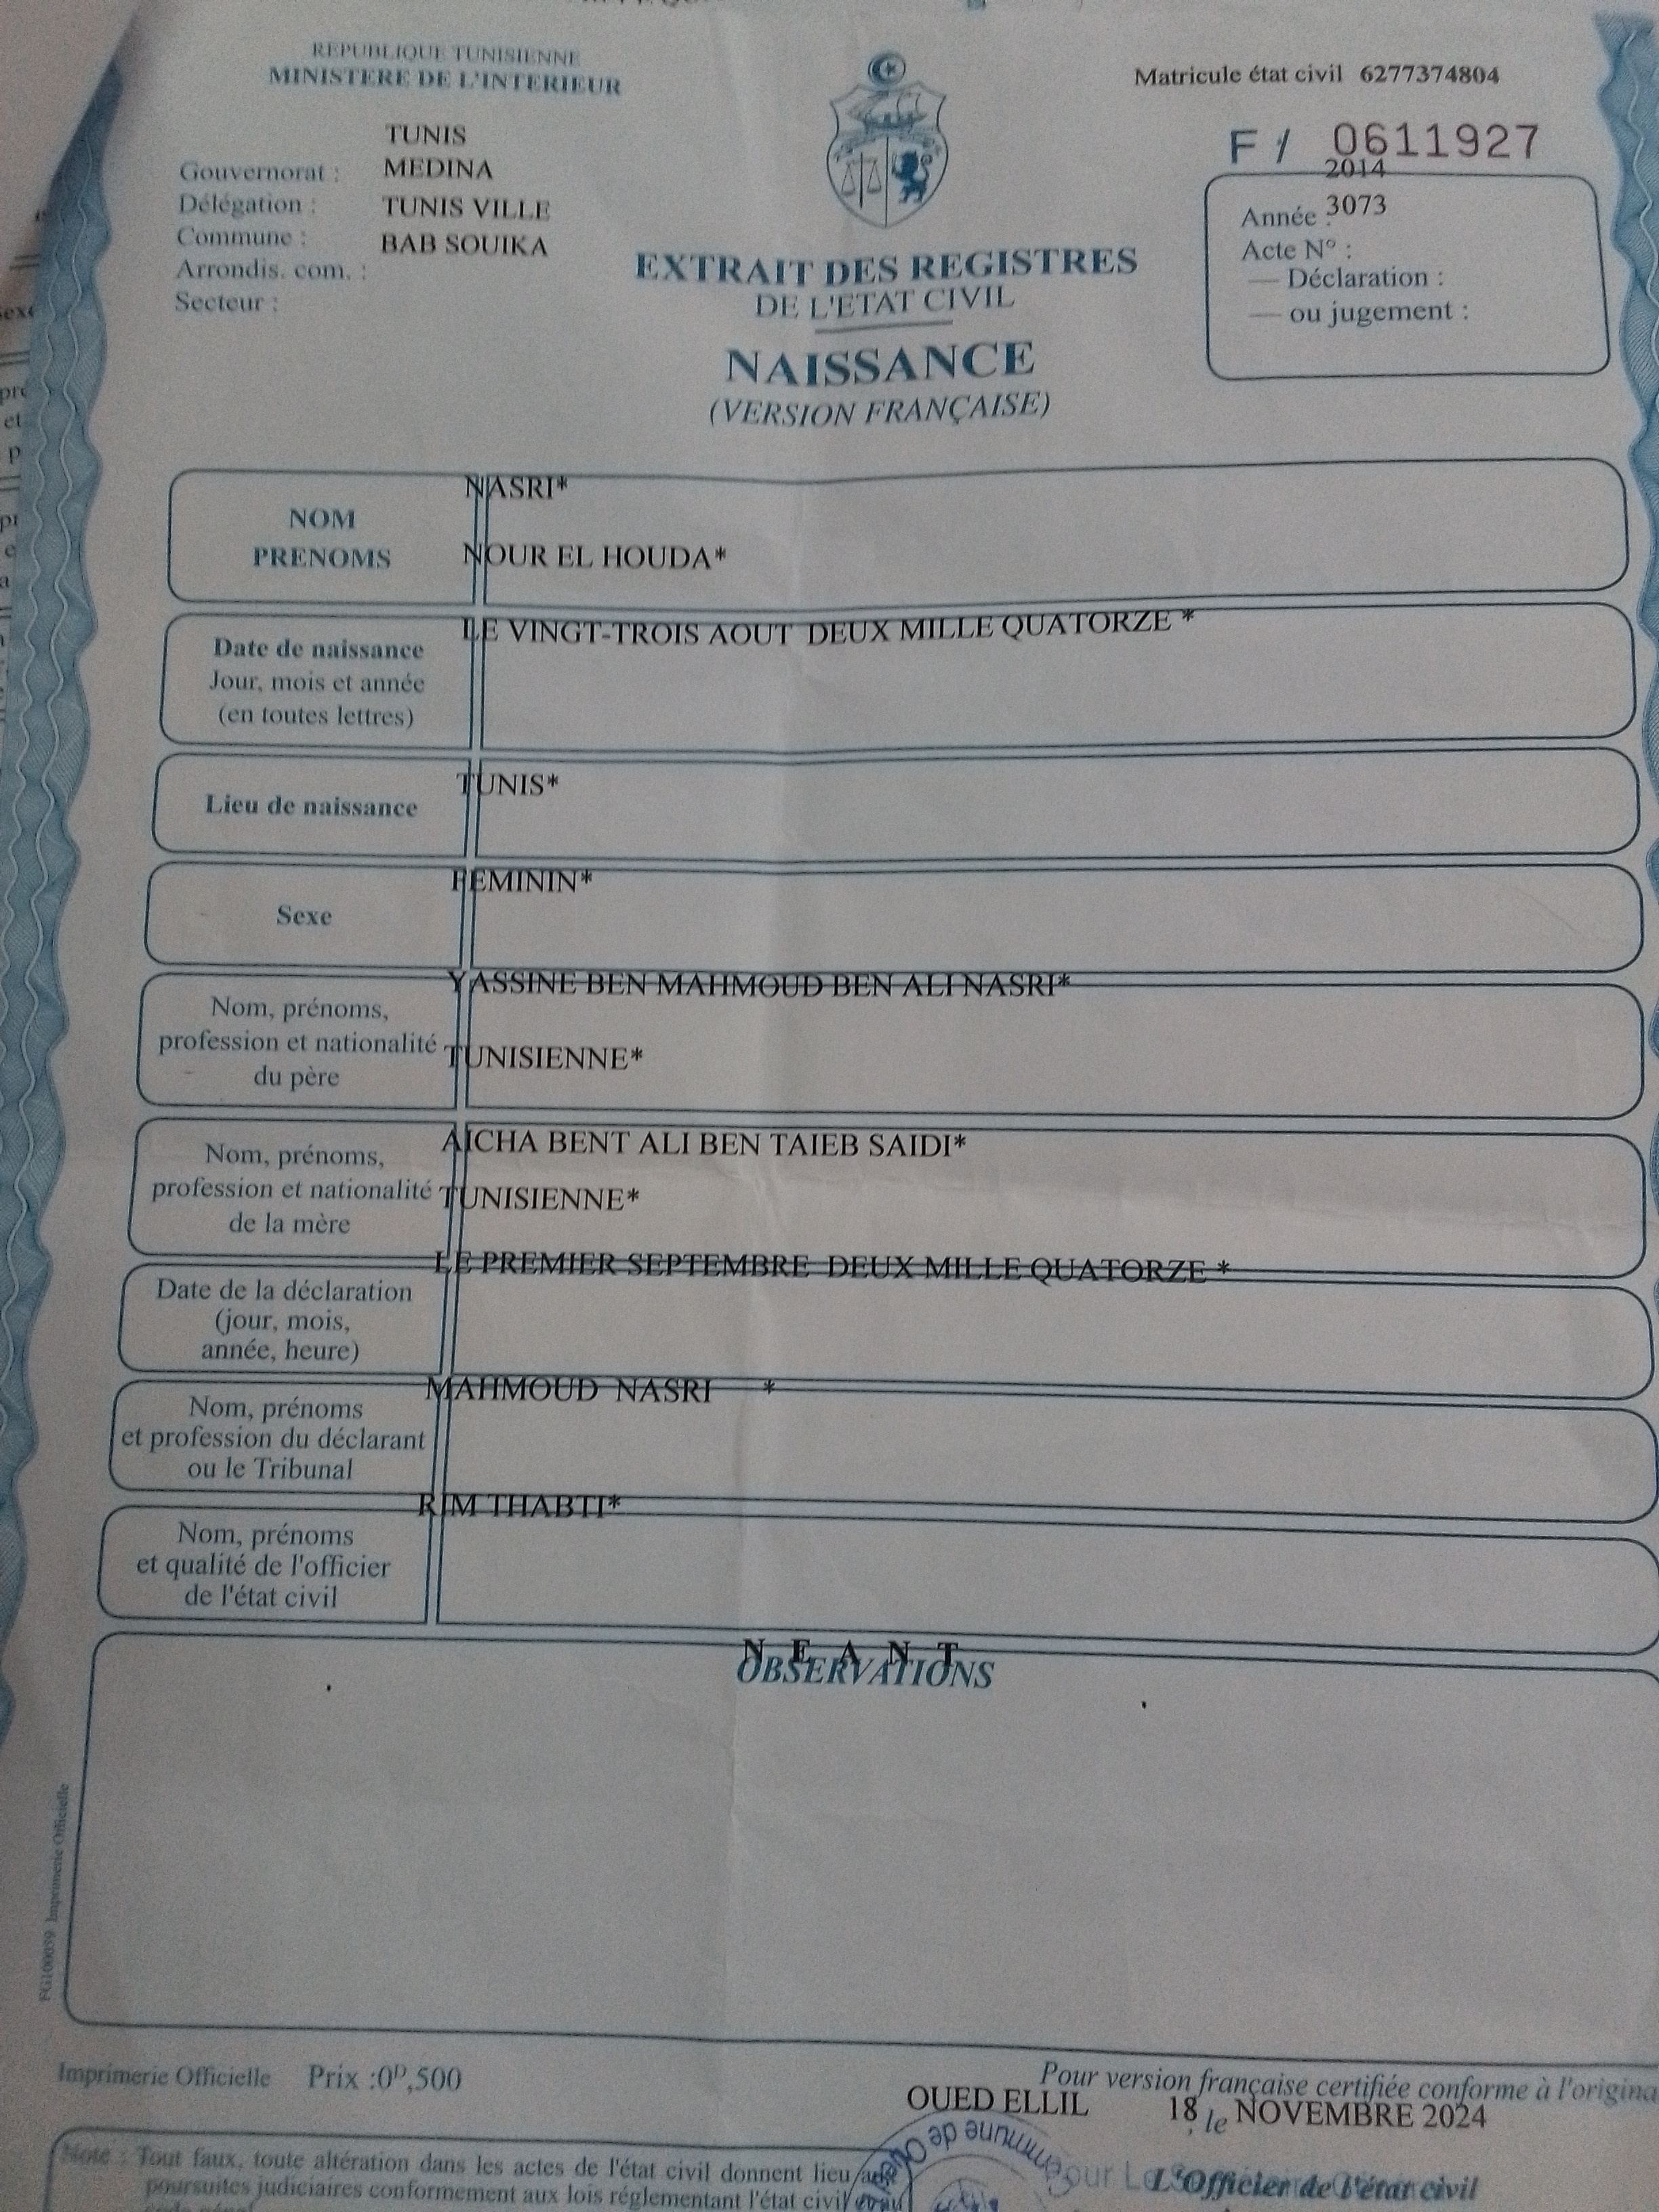 REPUBLIQUE TUNISIENNE
MINISTERE DE L'INTERIEUR
Matricule état civil 6277374804
F / 0611927
TUNIS
Gouvernorat : MEDINA
Délégation : TUNIS VILLE
Commune : BAB SOUIKA
Arrondis. com. :
Secteur :
2014
Année : 3073
Acte N° :
— Déclaration :
— ou jugement :
EXTRAIT DES REGISTRES
DE L'ETAT CIVIL
NAISSANCE
(VERSION FRANÇAISE)
NASRI*
NOM
PRENOMS
NOUR EL HOUDA*
LE VINGT-TROIS AOUT DEUX MILLE QUATORZE *
Date de naissance
Jour, mois et année
(en toutes lettres)
TUNIS*
Lieu de naissance
FEMININ*
Sexe
YASSINE BEN MAHMOUD BEN ALI NASRI*
Nom, prénoms,
profession et nationalité
du père
TUNISIENNE*
AICHA BENT ALI BEN TAIEB SAIDI*
Nom, prénoms,
profession et nationalité
de la mère
TUNISIENNE*
LE PREMIER SEPTEMBRE DEUX MILLE QUATORZE *
Date de la déclaration
(jour, mois,
année, heure)
MAHMOUD NASRI *
Nom, prénoms
et profession du déclarant
ou le Tribunal
RIM THABTI*
Nom, prénoms
et qualité de l'officier
de l'état civil
N E A N T
OBSERVATIONS
FG100039 Imprimerie Officielle
Imprimerie Officielle Prix :0ᴰ,500
Pour version française certifiée conforme à l'origina
OUED ELLIL 18, le NOVEMBRE 2024
Commune de Oued
L'Officier de l'état civil
Note : Tout faux, toute altération dans les actes de l'état civil donnent lieu aux
poursuites judiciaires conformement aux lois réglementant l'état civil et au